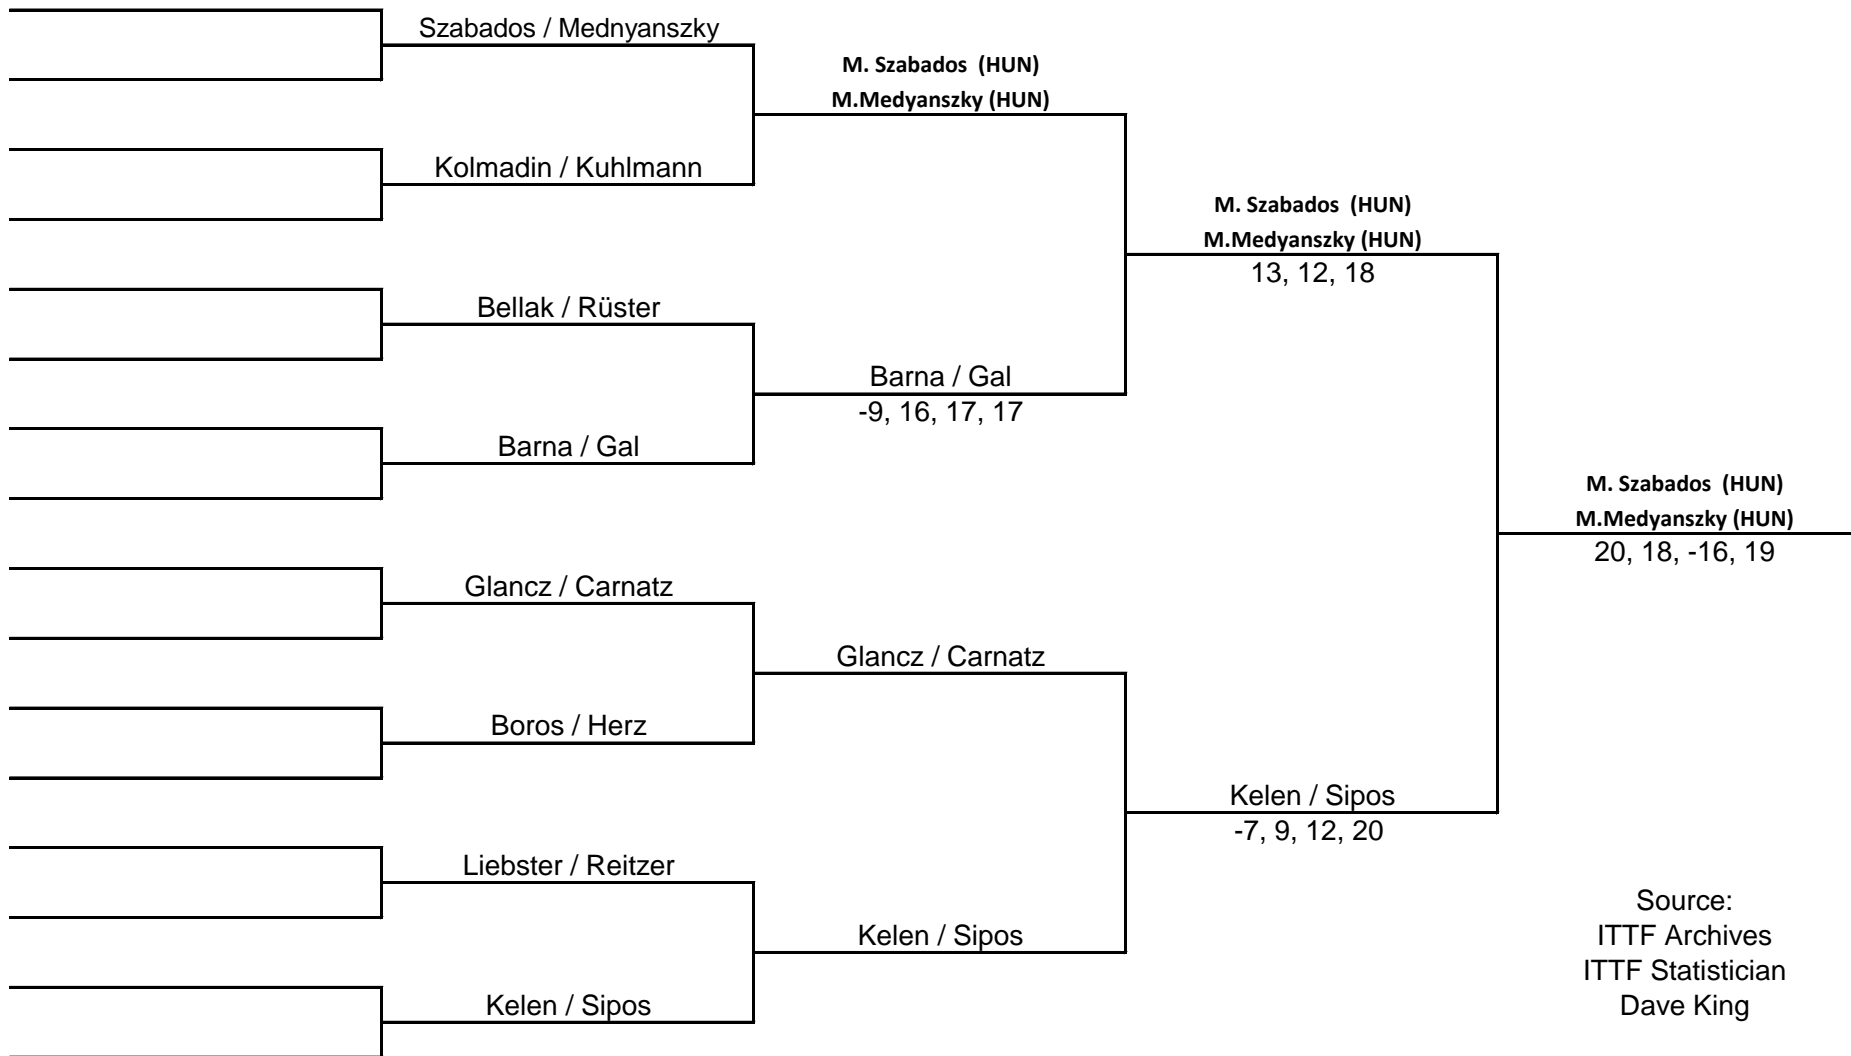 Szabados / Mednyanszky
M. Szabados (HUN)
M.Medyanszky (HUN)
Kolmadin / Kuhlmann
M. Szabados (HUN)
M.Medyanszky (HUN)
13, 12, 18
Bellak / Rüster
Barna / Gal
-9, 16, 17, 17
Barna / Gal
M. Szabados (HUN)
M.Medyanszky (HUN)
20, 18, -16, 19
Glancz / Carnatz
Glancz / Carnatz
Boros / Herz
Kelen / Sipos
-7, 9, 12, 20
Liebster / Reitzer
Kelen / Sipos
Kelen / Sipos
Source:
ITTF Archives
ITTF Statistician
Dave King